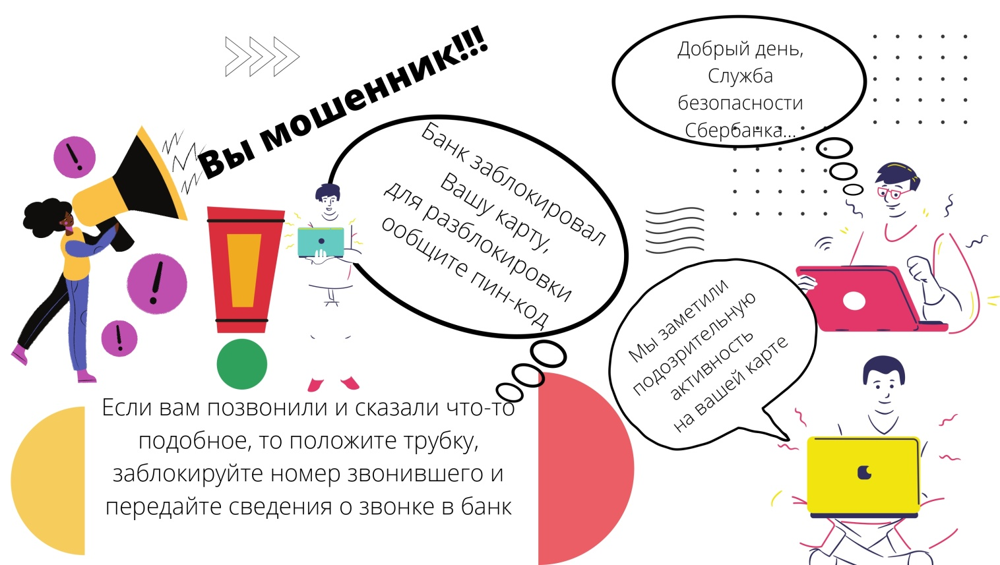 Вы мошенник!!!
Добрый день,
Служба
безопасности
Сбербанка...
Банк заблокировал
Вашу карту,
для разблокировки
ообщите пин-код
Мы заметили
подозрительную
активность
на вашей карте
Если вам позвонили и сказали что-то
подобное, то положите трубку,
заблокируйте номер звонившего и
передайте сведения о звонке в банк